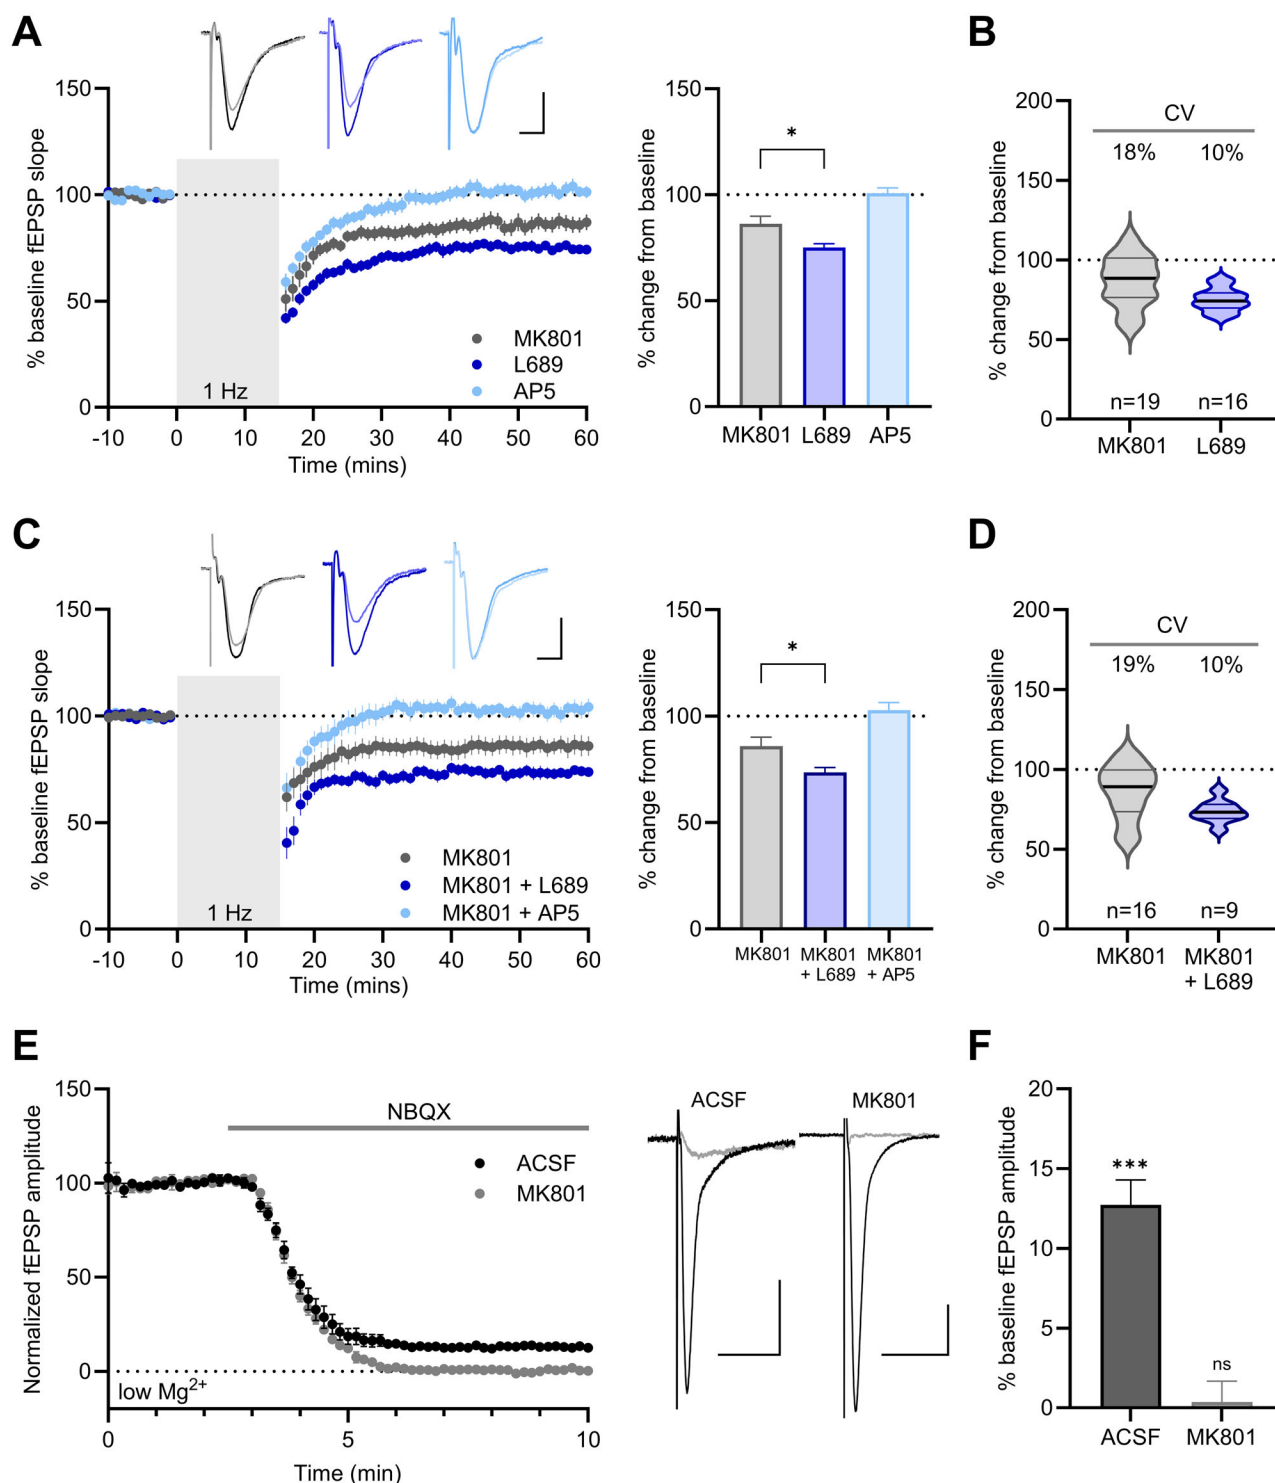 A
% baseline fEPSP slope
150
100
50
0
1 Hz
MK801
L689
AP5
-10 0 10 20 30 40 50 60
Time (mins)
% change from baseline
150
100
50
0
*
MK801 L689 AP5
B
% change from baseline
200
150
100
50
0
CV
18% 10%
n=19 n=16
MK801 L689
C
% baseline fEPSP slope
150
100
50
0
1 Hz
MK801
MK801 + L689
MK801 + AP5
-10 0 10 20 30 40 50 60
Time (mins)
% change from baseline
150
100
50
0
*
MK801 MK801 MK801
+ L689 + AP5
D
% change from baseline
200
150
100
50
0
CV
19% 10%
n=16 n=9
MK801 MK801
+ L689
E
Normalized fEPSP amplitude
150
100
50
0
NBQX
ACSF
MK801
low Mg2+
0 5 10
Time (min)
ACSF MK801
F
% baseline fEPSP amplitude
20
15
10
5
0
***
ns
ACSF MK801